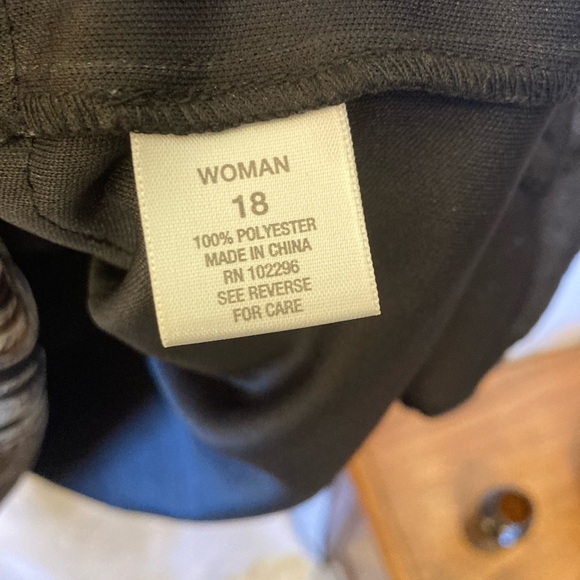 WOMAN
18
100% POLYESTER
MADE IN CHINA
RN 102296
SEE REVERSE
FOR CARE